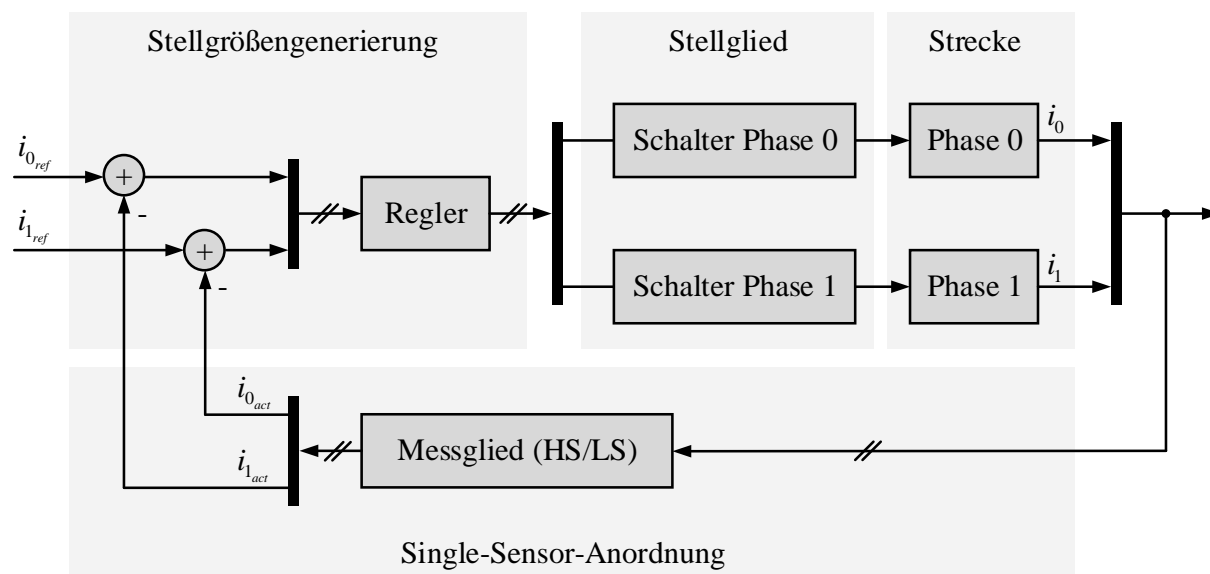 Stellgrößengenerierung
Stellglied
Strecke
i0ref
+
-
i1ref
+
-
Regler
Schalter Phase 0
Phase 0
i0
Schalter Phase 1
Phase 1
i1
i0act
i1act
Messglied (HS/LS)
Single-Sensor-Anordnung